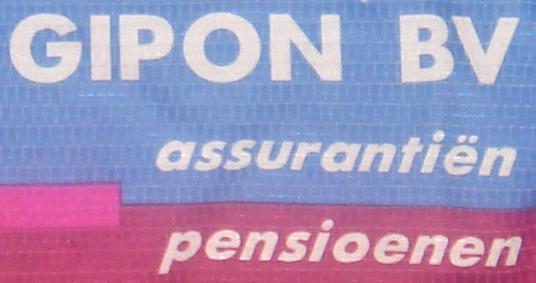 GIPON BV
assurantiën
pensioenen